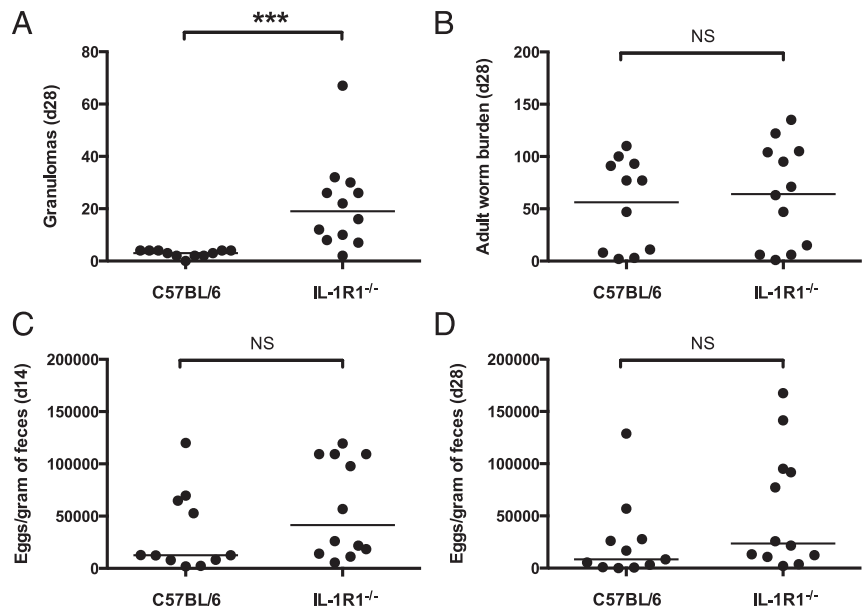 A
***
Granulomas (d28)
80
60
40
20
0
C57BL/6
IL-1R1-/-
B
NS
Adult worm burden (d28)
200
150
100
50
0
C57BL/6
IL-1R1-/-
C
NS
Eggs/gram of feces (d14)
200000
150000
100000
50000
0
C57BL/6
IL-1R1-/-
D
NS
Eggs/gram of feces (d28)
200000
150000
100000
50000
0
C57BL/6
IL-1R1-/-